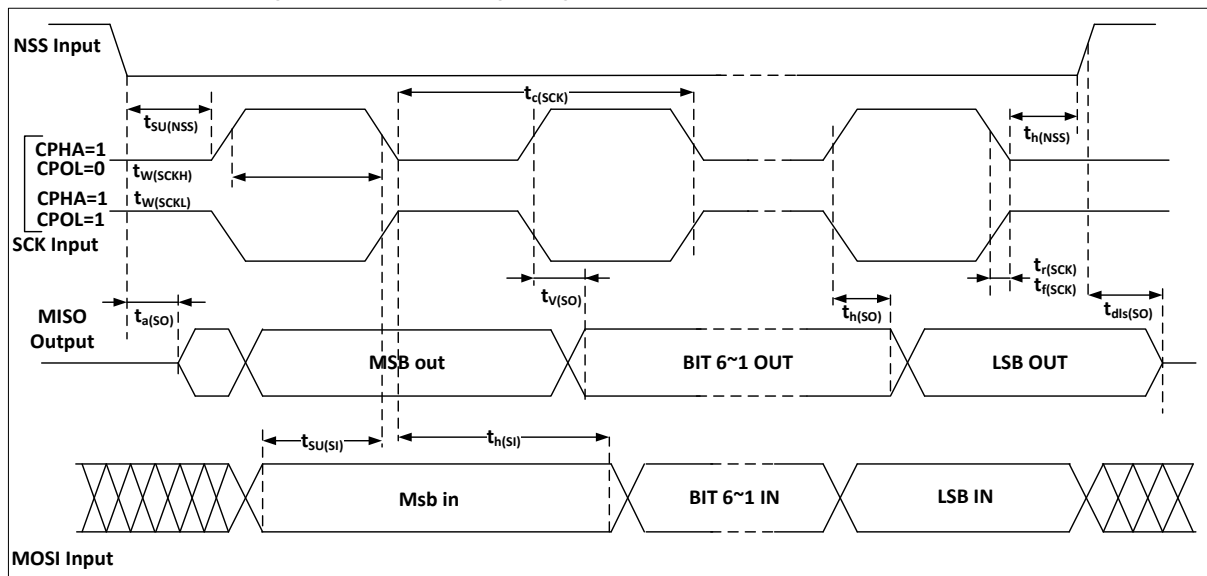 NSS Input
tc(SCK)
tSU(NSS)
th(NSS)
CPHA=1
CPOL=0
tW(SCKH)
CPHA=1
tW(SCKL)
CPOL=1
SCK Input
tr(SCK)
tV(SO)
tf(SCK)
ta(SO)
th(SO)
tdIs(SO)
MISO
Output
MSB out
BIT 6~1 OUT
LSB OUT
tSU(SI)
th(SI)
Msb in
BIT 6~1 IN
LSB IN
MOSI Input